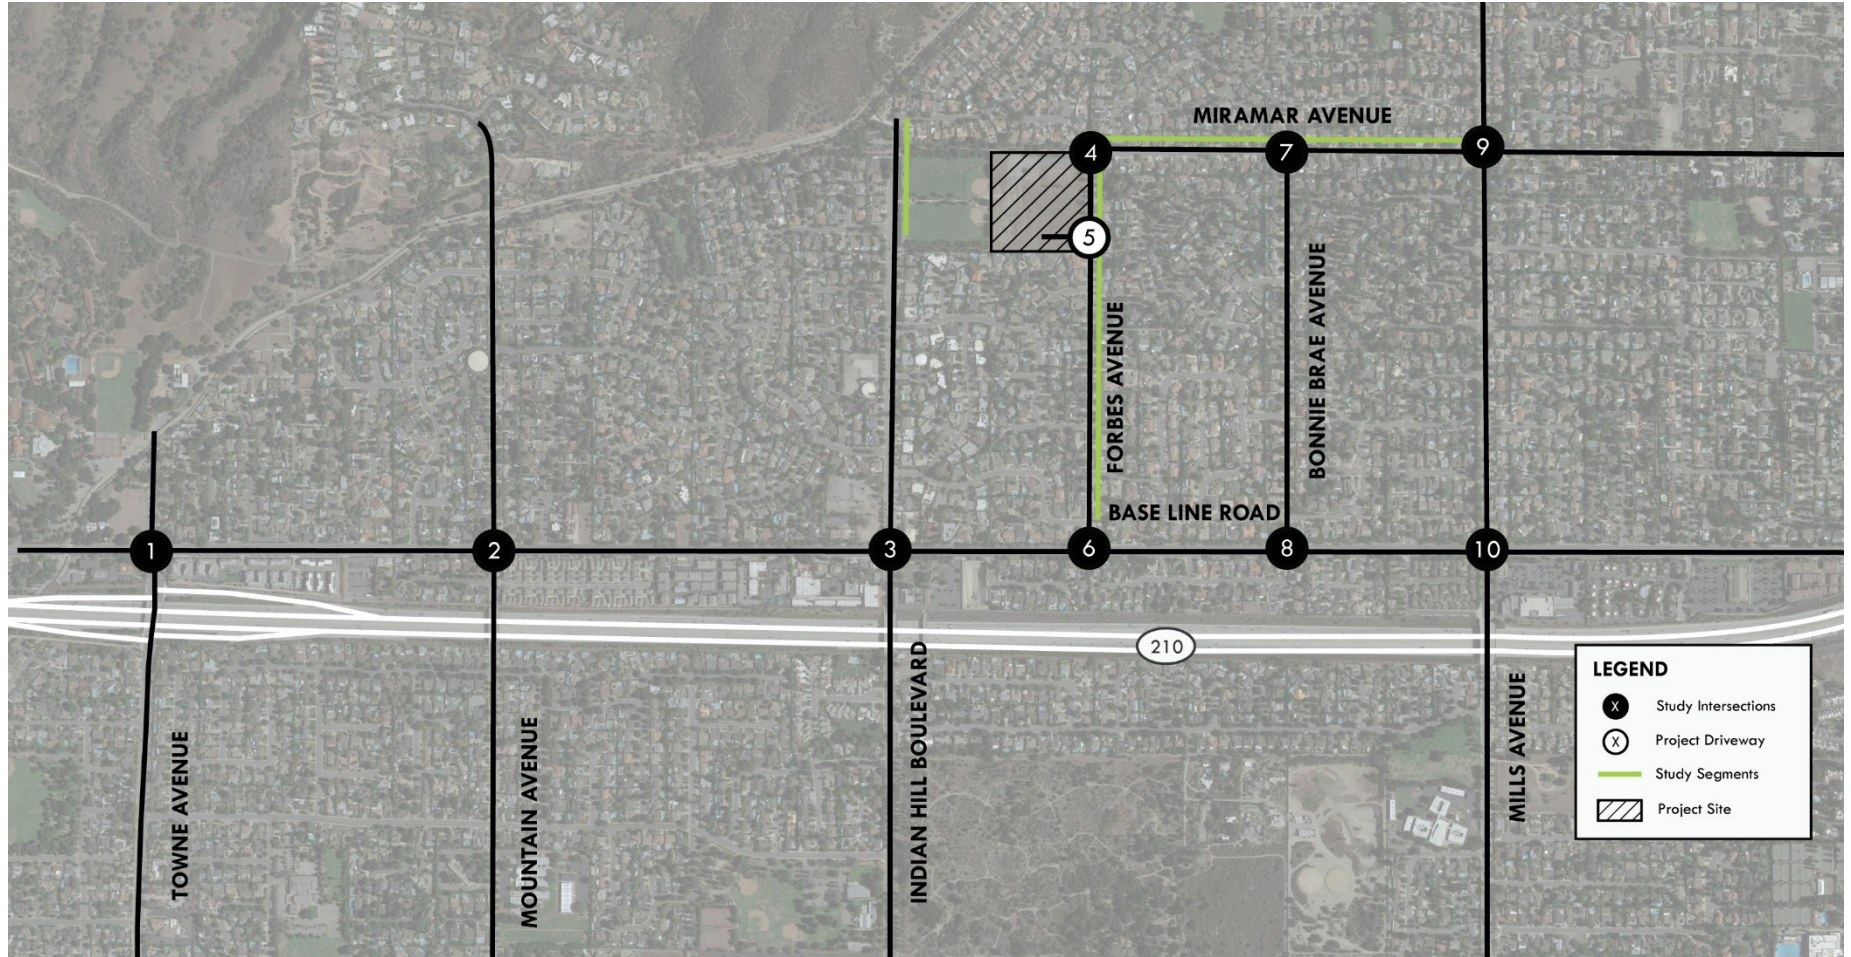 MIRAMAR AVENUE
4
7
9
5
FORBES AVENUE
BONNIE BRAE AVENUE
BASE LINE ROAD
1
2
3
6
8
10
210
TOWNE AVENUE
MOUNTAIN AVENUE
INDIAN HILL BOULEVARD
MILLS AVENUE
LEGEND
X Study Intersections
X Project Driveway
Study Segments
Project Site